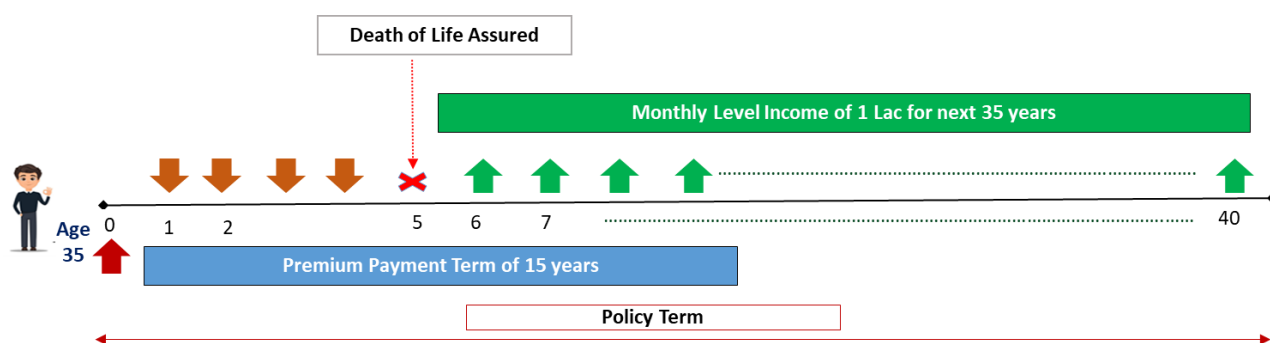 Death of Life Assured
Monthly Level Income of 1 Lac for next 35 years
Age
35
0
1
2
5
6
7
40
Premium Payment Term of 15 years
Policy Term